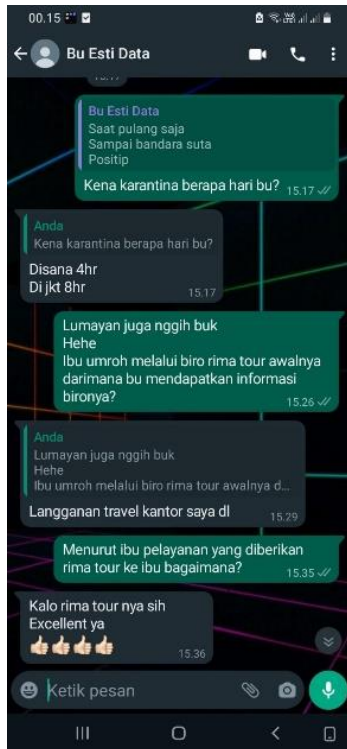 00.15
Bu Esti Data
15.17
Bu Esti Data
Saat pulang saja
Sampai bandara suta
Positip
Kena karantina berapa hari bu? 15.17
Anda
Kena karantina berapa hari bu?
Disana 4hr
Di jkt 8hr
15.17
Lumayan juga nggih buk
Hehe
Ibu umroh melalui biro rima tour awalnya
darimana bu mendapatkan informasi
bironya?
15.26
Anda
Lumayan juga nggih buk
Hehe
Ibu umroh melalui biro rima tour awalnya d...
Langganan travel kantor saya dl 15.29
Menurut ibu pelayanan yang diberikan
rima tour ke ibu bagaimana? 15.35
Kalo rima tour nya sih
Excellent ya
👍🏻👍🏻👍🏻👍🏻
15.36
Ketik pesan